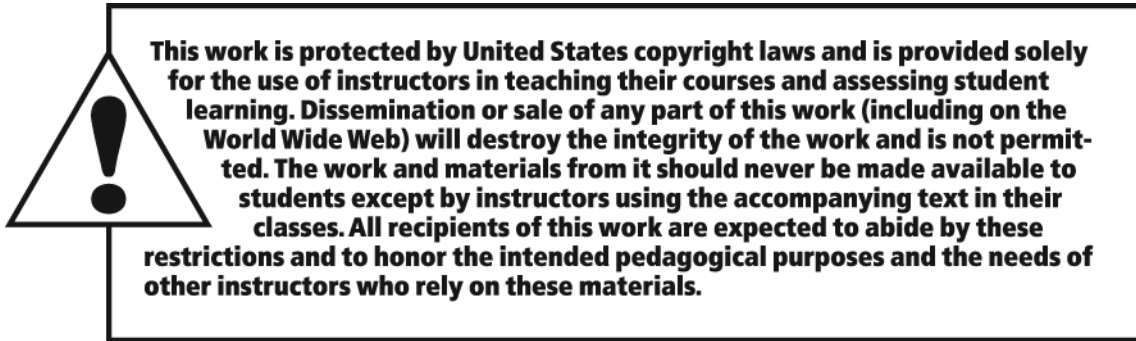 This work is protected by United States copyright laws and is provided solely
for the use of instructors in teaching their courses and assessing student
learning. Dissemination or sale of any part of this work (including on the
World Wide Web) will destroy the integrity of the work and is not permit-
ted. The work and materials from it should never be made available to
students except by instructors using the accompanying text in their
classes. All recipients of this work are expected to abide by these
restrictions and to honor the intended pedagogical purposes and the needs of
other instructors who rely on these materials.